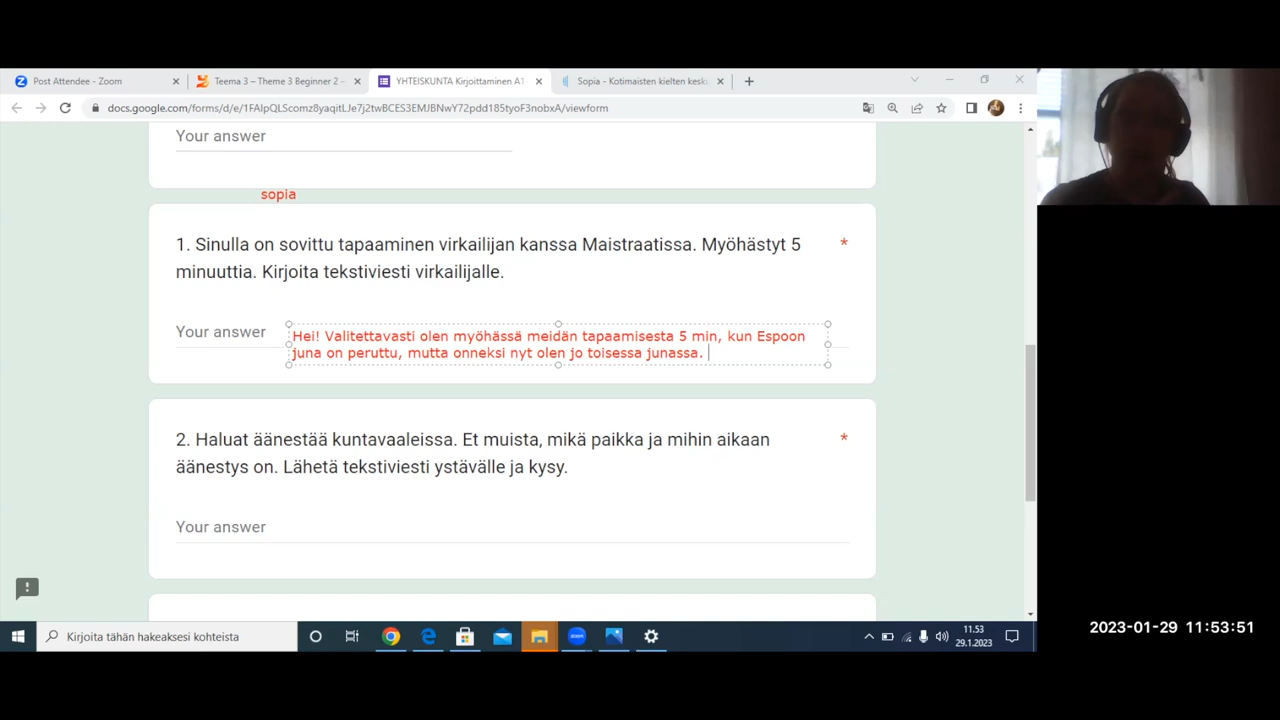 Post Attendee - Zoom
Teema 3 – Theme 3 Beginner 2 –
YHTEISKUNTA Kirjoittaminen A1
Sopia - Kotimaisten kielten kesku
docs.google.com/forms/d/e/1FAIpQLScomz8yaqitLJe7j2twBCES3EMJBNwY72pdd185tyoF3nobxA/viewform
Your answer
sopia
1. Sinulla on sovittu tapaaminen virkailijan kanssa Maistraatissa. Myöhästyt 5 *
minuuttia. Kirjoita tekstiviesti virkailijalle.
Your answer
Hei! Valitettavasti olen myöhässä meidän tapaamisesta 5 min, kun Espoon
juna on peruttu, mutta onneksi nyt olen jo toisessa junassa.
2. Haluat äänestää kuntavaaleissa. Et muista, mikä paikka ja mihin aikaan *
äänestys on. Lähetä tekstiviesti ystävälle ja kysy.
Your answer
Kirjoita tähän hakeaksesi kohteista
11.53
29.1.2023
2023-01-29 11:53:51